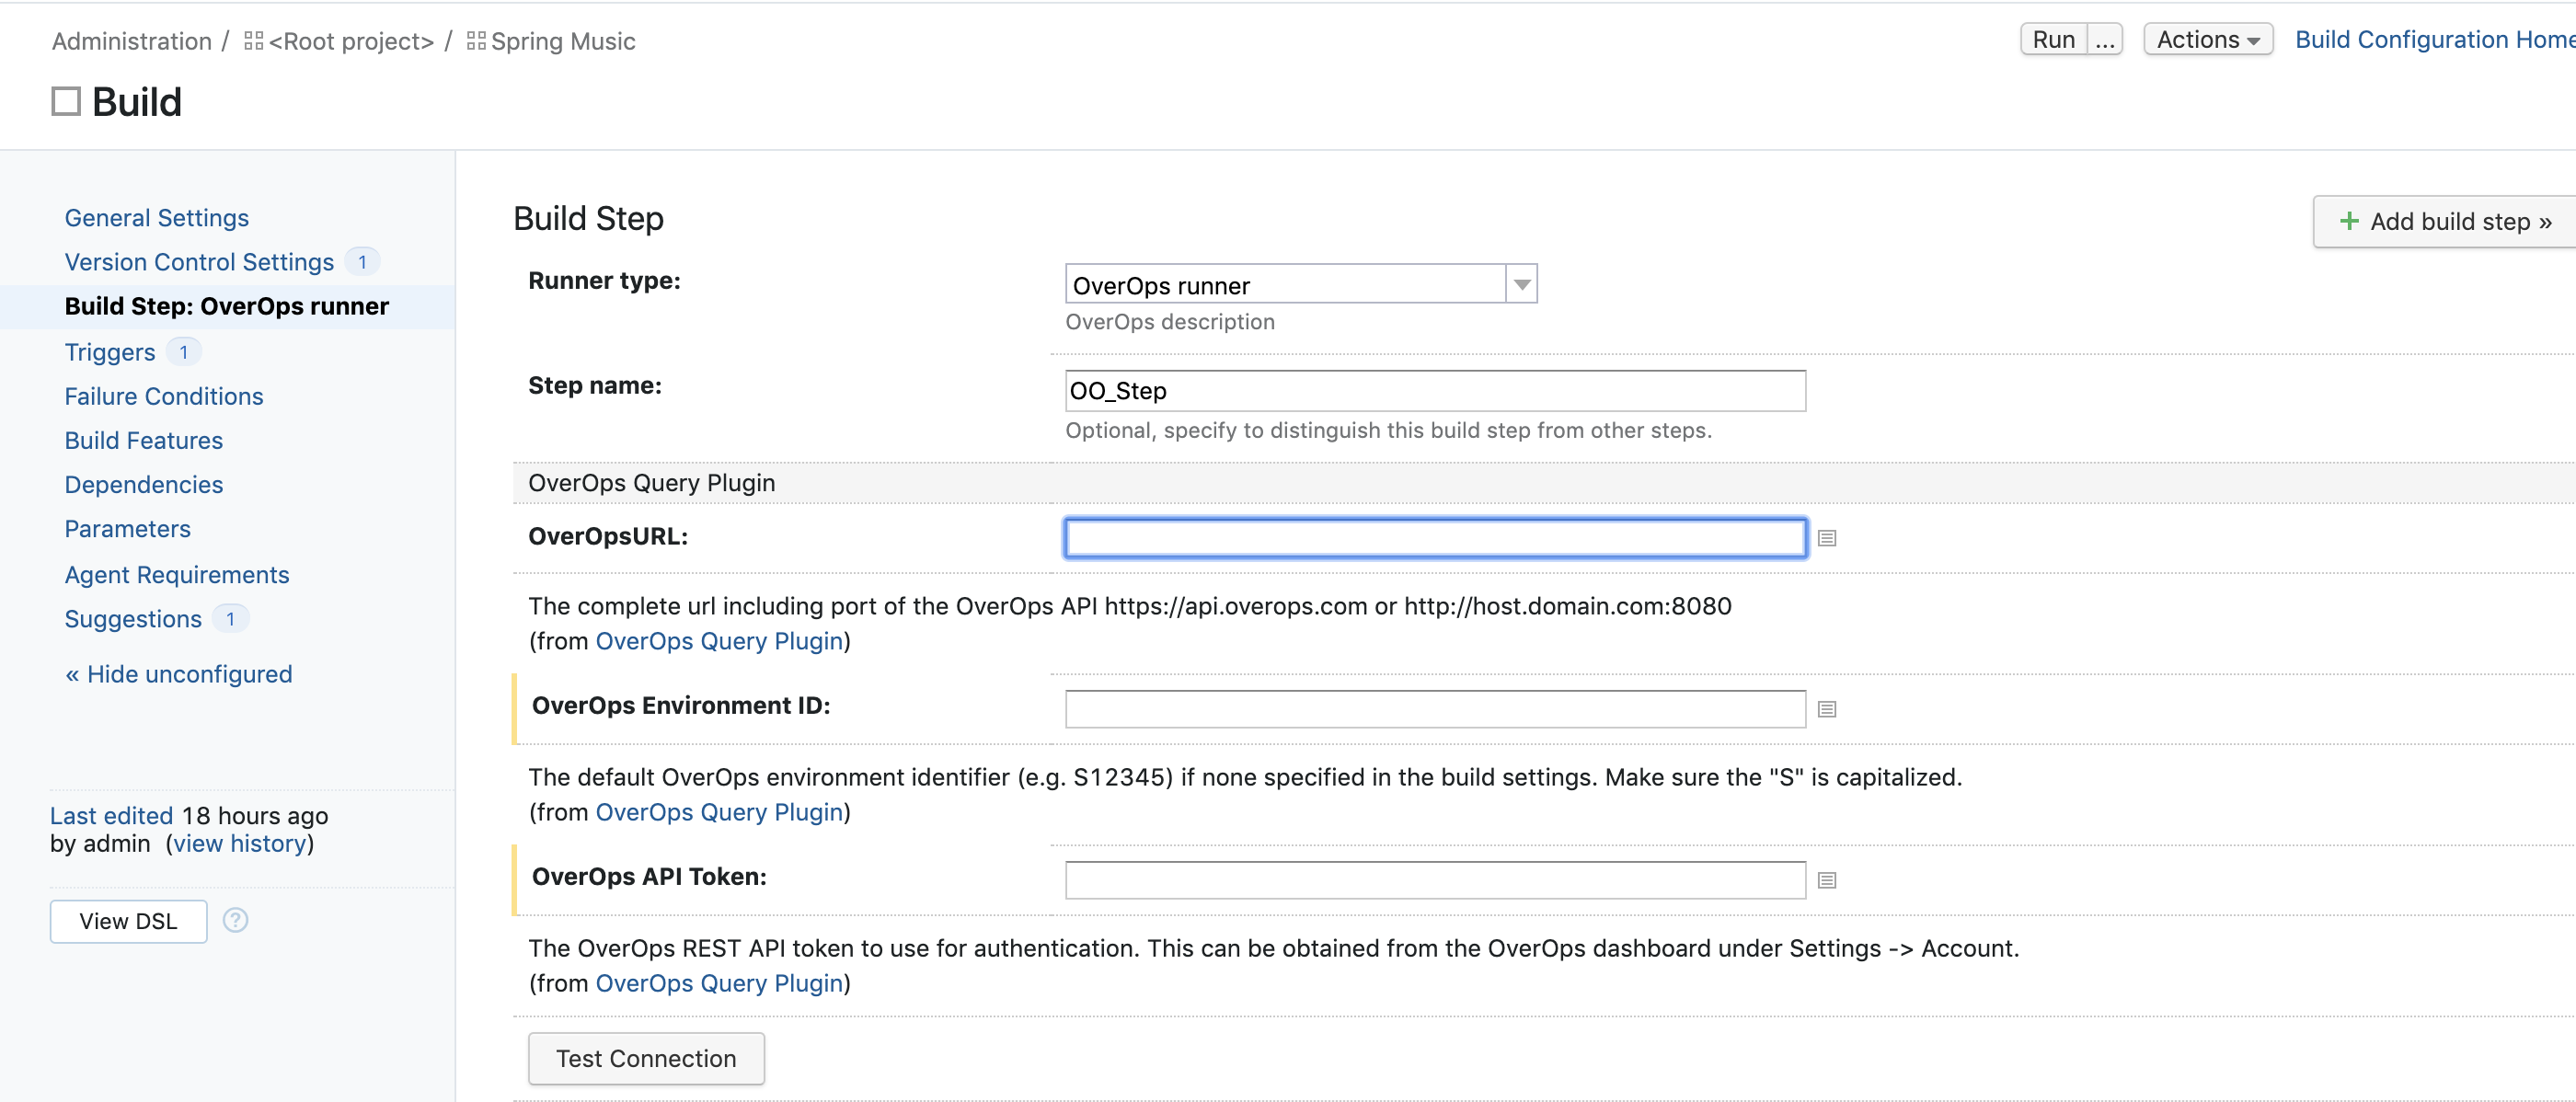 Administration / <Root project> / Spring Music
Run ... Actions Build Configuration Home
Build
General Settings
Version Control Settings 1
Build Step: OverOps runner
Triggers 1
Failure Conditions
Build Features
Dependencies
Parameters
Agent Requirements
Suggestions 1
« Hide unconfigured
Last edited 18 hours ago
by admin (view history)
View DSL ?
Build Step
+ Add build step »
Runner type: OverOps runner
OverOps description
Step name: OO_Step
Optional, specify to distinguish this build step from other steps.
OverOps Query Plugin
OverOpsURL:
The complete url including port of the OverOps API https://api.overops.com or http://host.domain.com:8080
(from OverOps Query Plugin)
OverOps Environment ID:
The default OverOps environment identifier (e.g. S12345) if none specified in the build settings. Make sure the "S" is capitalized.
(from OverOps Query Plugin)
OverOps API Token:
The OverOps REST API token to use for authentication. This can be obtained from the OverOps dashboard under Settings -> Account.
(from OverOps Query Plugin)
Test Connection